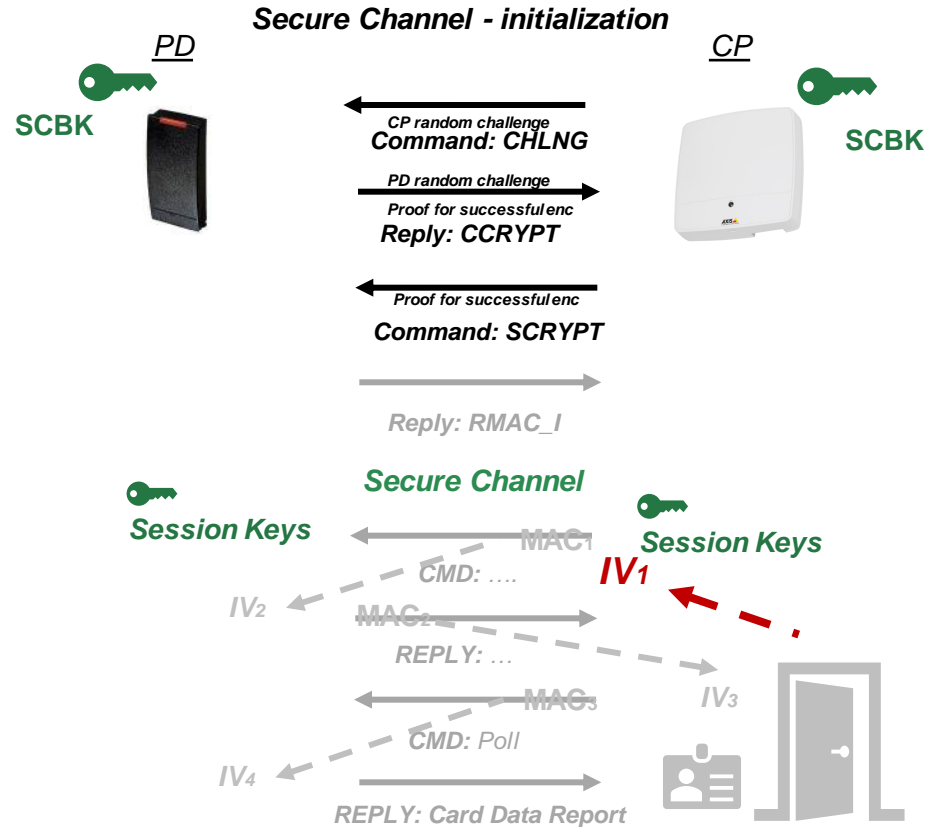 Secure Channel - initialization
PD
CP
SCBK
SCBK
CP random challenge
Command: CHLNG
PD random challenge
Proof for successful enc
Reply: CCRYPT
AXIS
Proof for successful enc
Command: SCRYPT
Reply: RMAC_I
Secure Channel
Session Keys
Session Keys
MAC1
IV1
CMD: ....
IV2
MAC2
REPLY: ...
IV3
MAC3
CMD: Poll
IV4
REPLY: Card Data Report